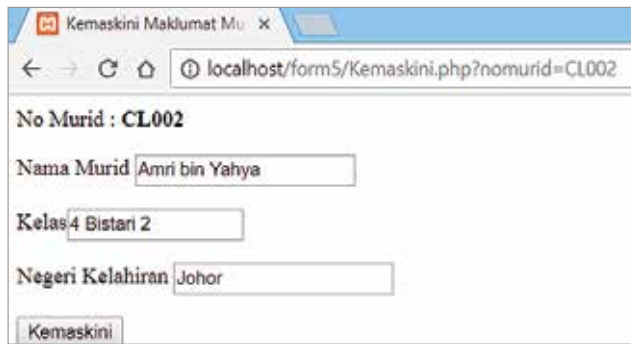 Kemaskini Maklumat Mu
localhost/form5/Kemaskini.php?nomurid=CL002
No Murid : CL002
Nama Murid Amri bin Yahya
Kelas 4 Bistari 2
Negeri Kelahiran Johor
Kemaskini